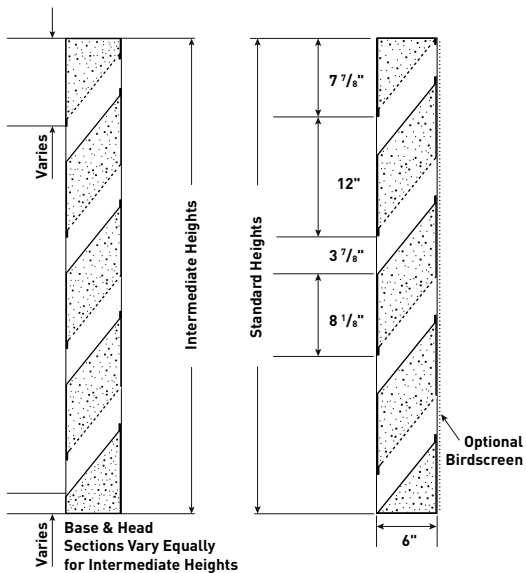 Varies
Intermediate Heights
Varies
Base & Head
Sections Vary Equally
for Intermediate Heights
Standard Heights
7 7/8"
12"
3 7/8"
8 1/8"
Optional
Birdscreen
6"